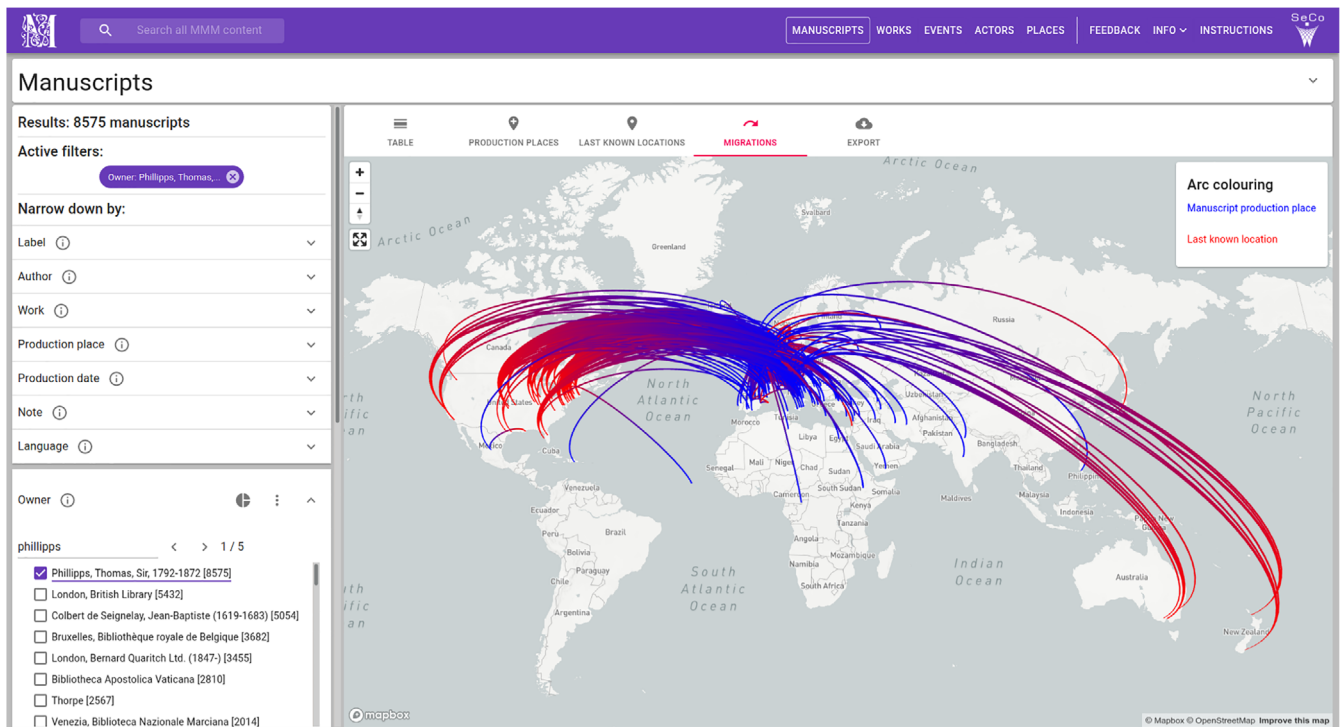 M
Search all MMM content
MANUSCRIPTS WORKS EVENTS ACTORS PLACES FEEDBACK INFO INSTRUCTIONS
SeCo
Manuscripts
Results: 8575 manuscripts
Active filters:
Owner: Phillipps, Thomas,...
Narrow down by:
Label
Author
Work
Production place
Production date
Note
Language
Owner
phillipps
1 / 5
Phillipps, Thomas, Sir, 1792-1872 [8575]
London, British Library [5432]
Colbert de Seignelay, Jean-Baptiste (1619-1683) [5054]
Bruxelles, Bibliothèque royale de Belgique [3682]
London, Bernard Quaritch Ltd. (1847-) [3455]
Bibliotheca Apostolica Vaticana [2810]
Thorpe [2567]
Venezia, Biblioteca Nazionale Marciana [2014]
TABLE
PRODUCTION PLACES
LAST KNOWN LOCATIONS
MIGRATIONS
EXPORT
Arc colouring
Manuscript production place
Last known location
Arctic Ocean
Arctic Ocean
Svalbard
Greenland
Russia
Canada
United States
North
Atlantic
Ocean
North
Pacific
Ocean
Mexico
Cuba
Morocco
Tunisia
Greece
Libya
Egypt
Iraq
Saudi Arabia
Uzbekistan
Afghanistan
Pakistan
Bangladesh
Yemen
Senegal
Mali
Niger
Chad
Sudan
South Sudan
Somalia
Cameroon
Kenya
Tanzania
Angola
Mozambique
Namibia
South Africa
Maldives
Thailand
Philippin
Malaysia
Indonesia
Papua New
Venezuela
Ecuador
Peru
Brazil
Bolivia
Paraguay
Chile
Argentina
South
Atlantic
Ocean
Indian
Ocean
Australia
New Zealand
mapbox
© Mapbox © OpenStreetMap Improve this map